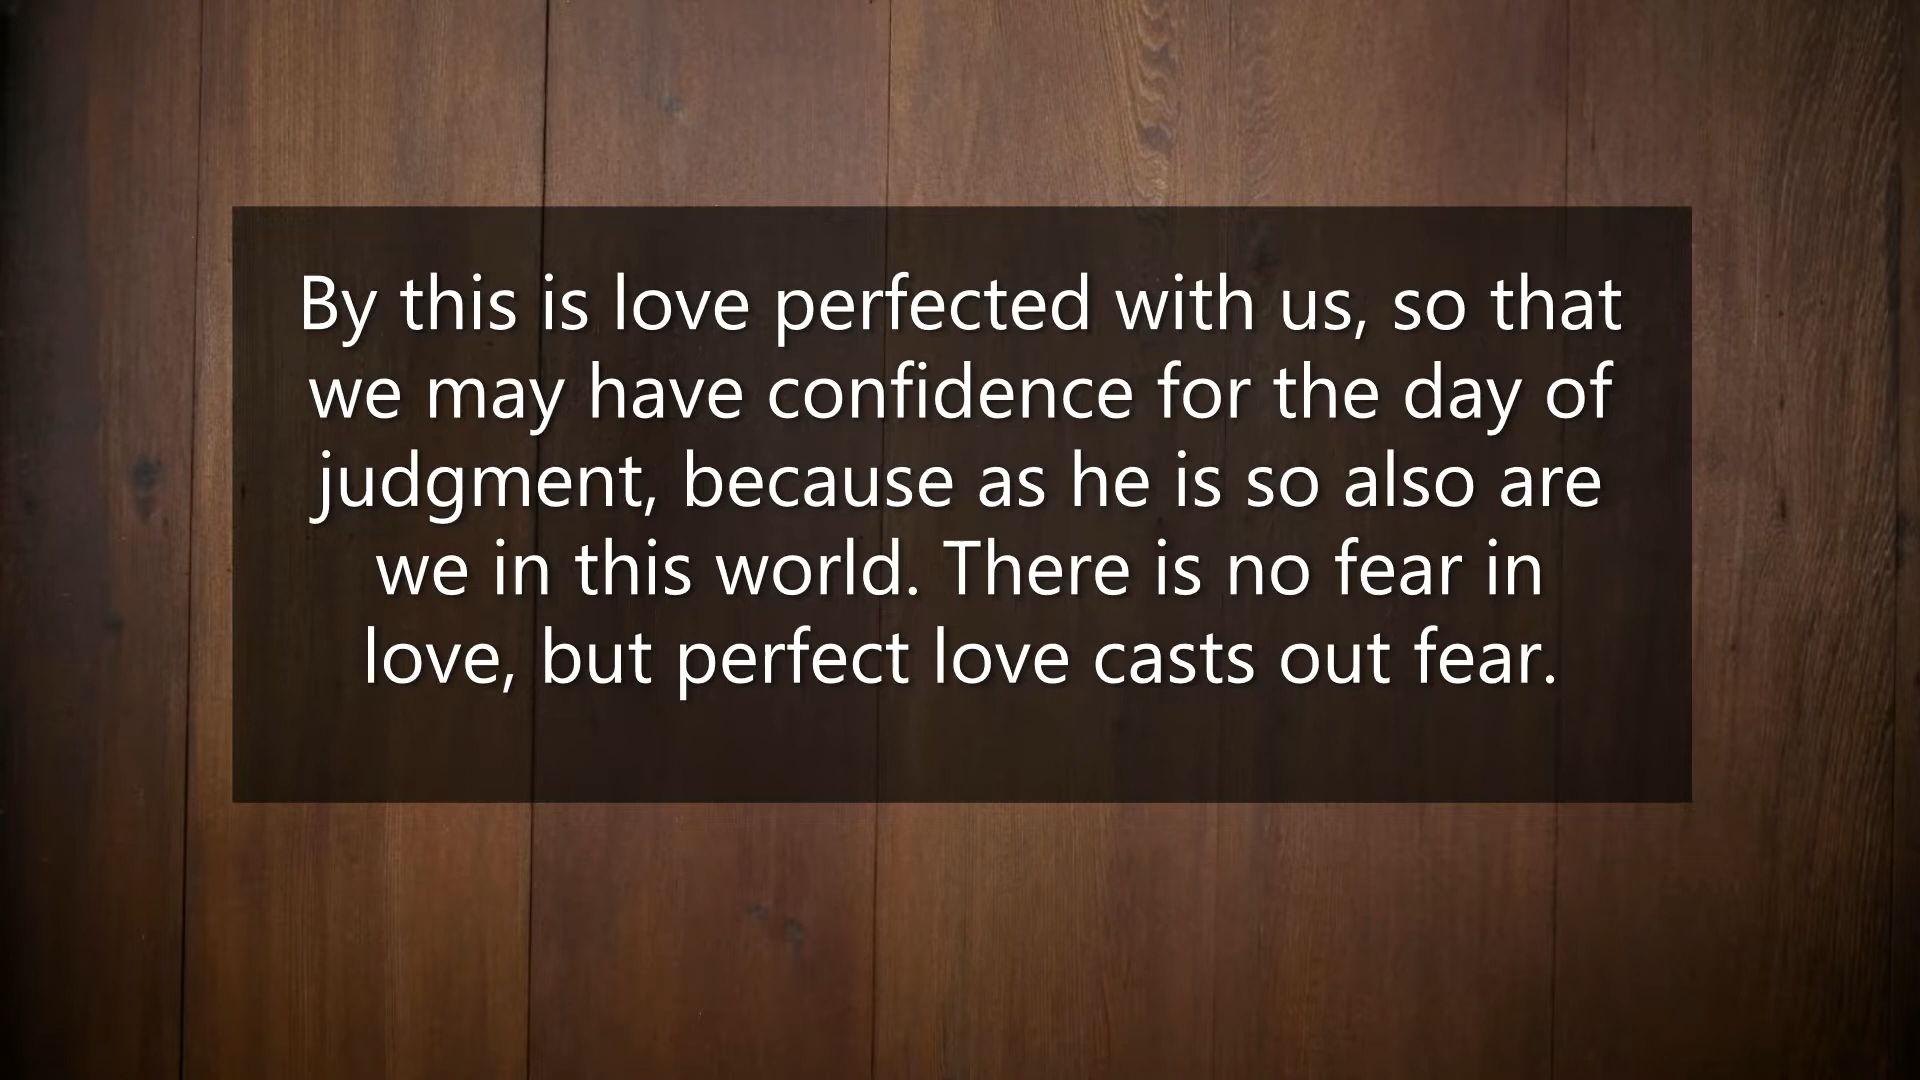 By this is love perfected with us, so that
we may have confidence for the day of
judgment, because as he is so also are
we in this world. There is no fear in
love, but perfect love casts out fear.